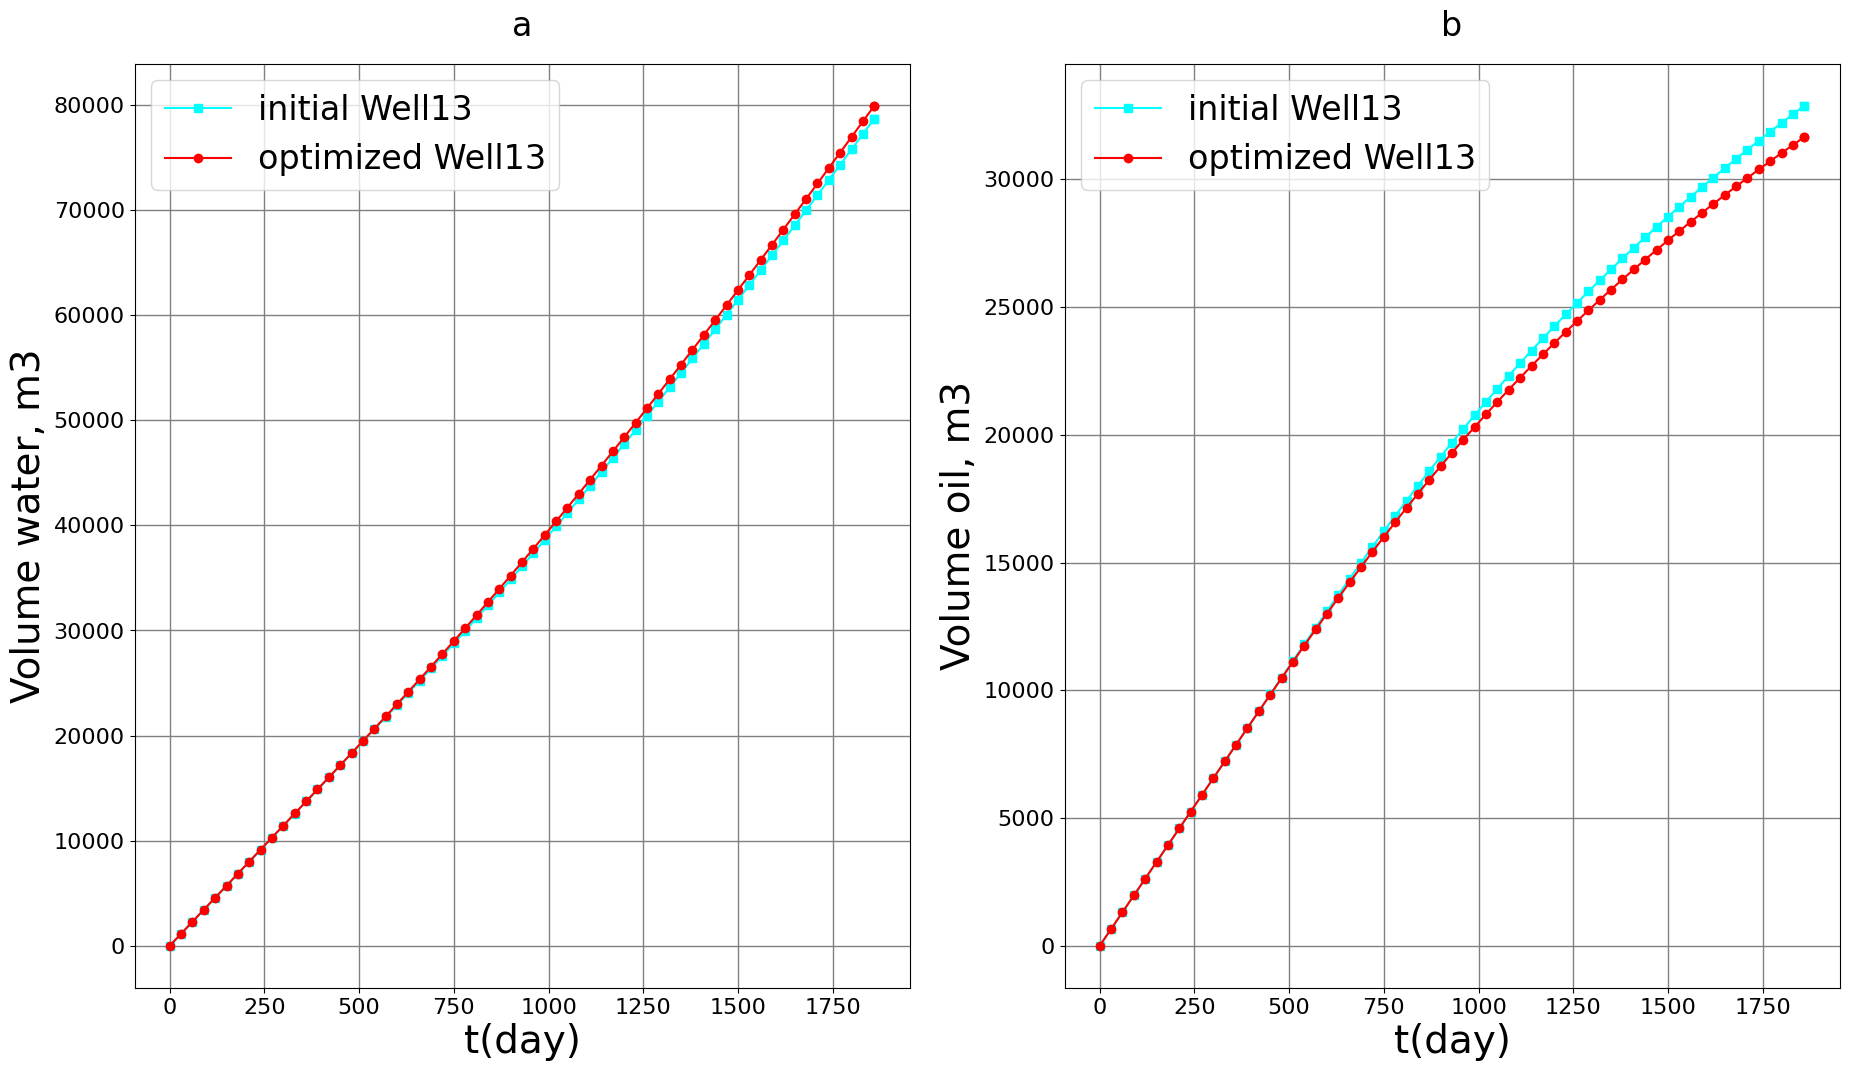 a
initial Well13
optimized Well13
80000
70000
60000
50000
40000
30000
20000
10000
0
Volume water, m3
0 250 500 750 1000 1250 1500 1750
t(day)
b
initial Well13
optimized Well13
30000
25000
20000
15000
10000
5000
0
Volume oil, m3
0 250 500 750 1000 1250 1500 1750
t(day)